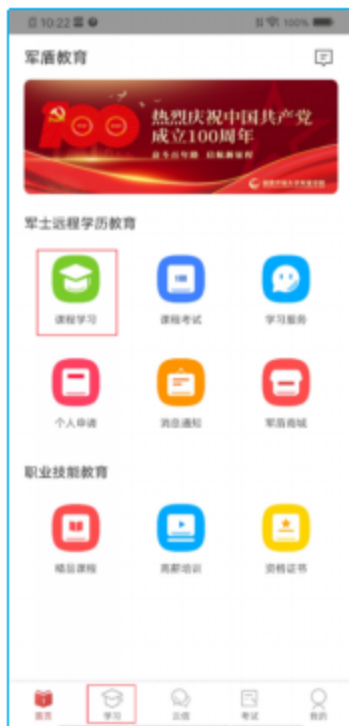 10:22
100%
军盾教育
100
热烈庆祝中国共产党
成立100周年
军士远程学历教育
课程学习
课程考试
学习服务
个人申请
消息通知
军盾商城
职业技能教育
精品课程
高薪培训
资格证书
首页
学习
考试
我的